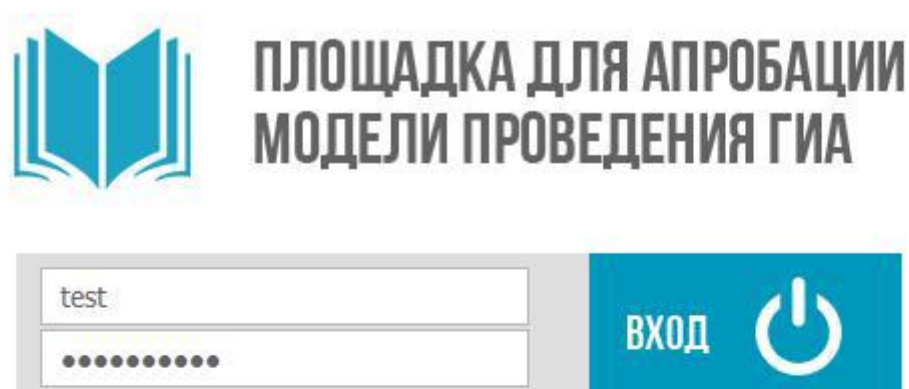 ПЛОЩАДКА ДЛЯ АПРОБАЦИИ
МОДЕЛИ ПРОВЕДЕНИЯ ГИА
test
••••••••••
ВХОД